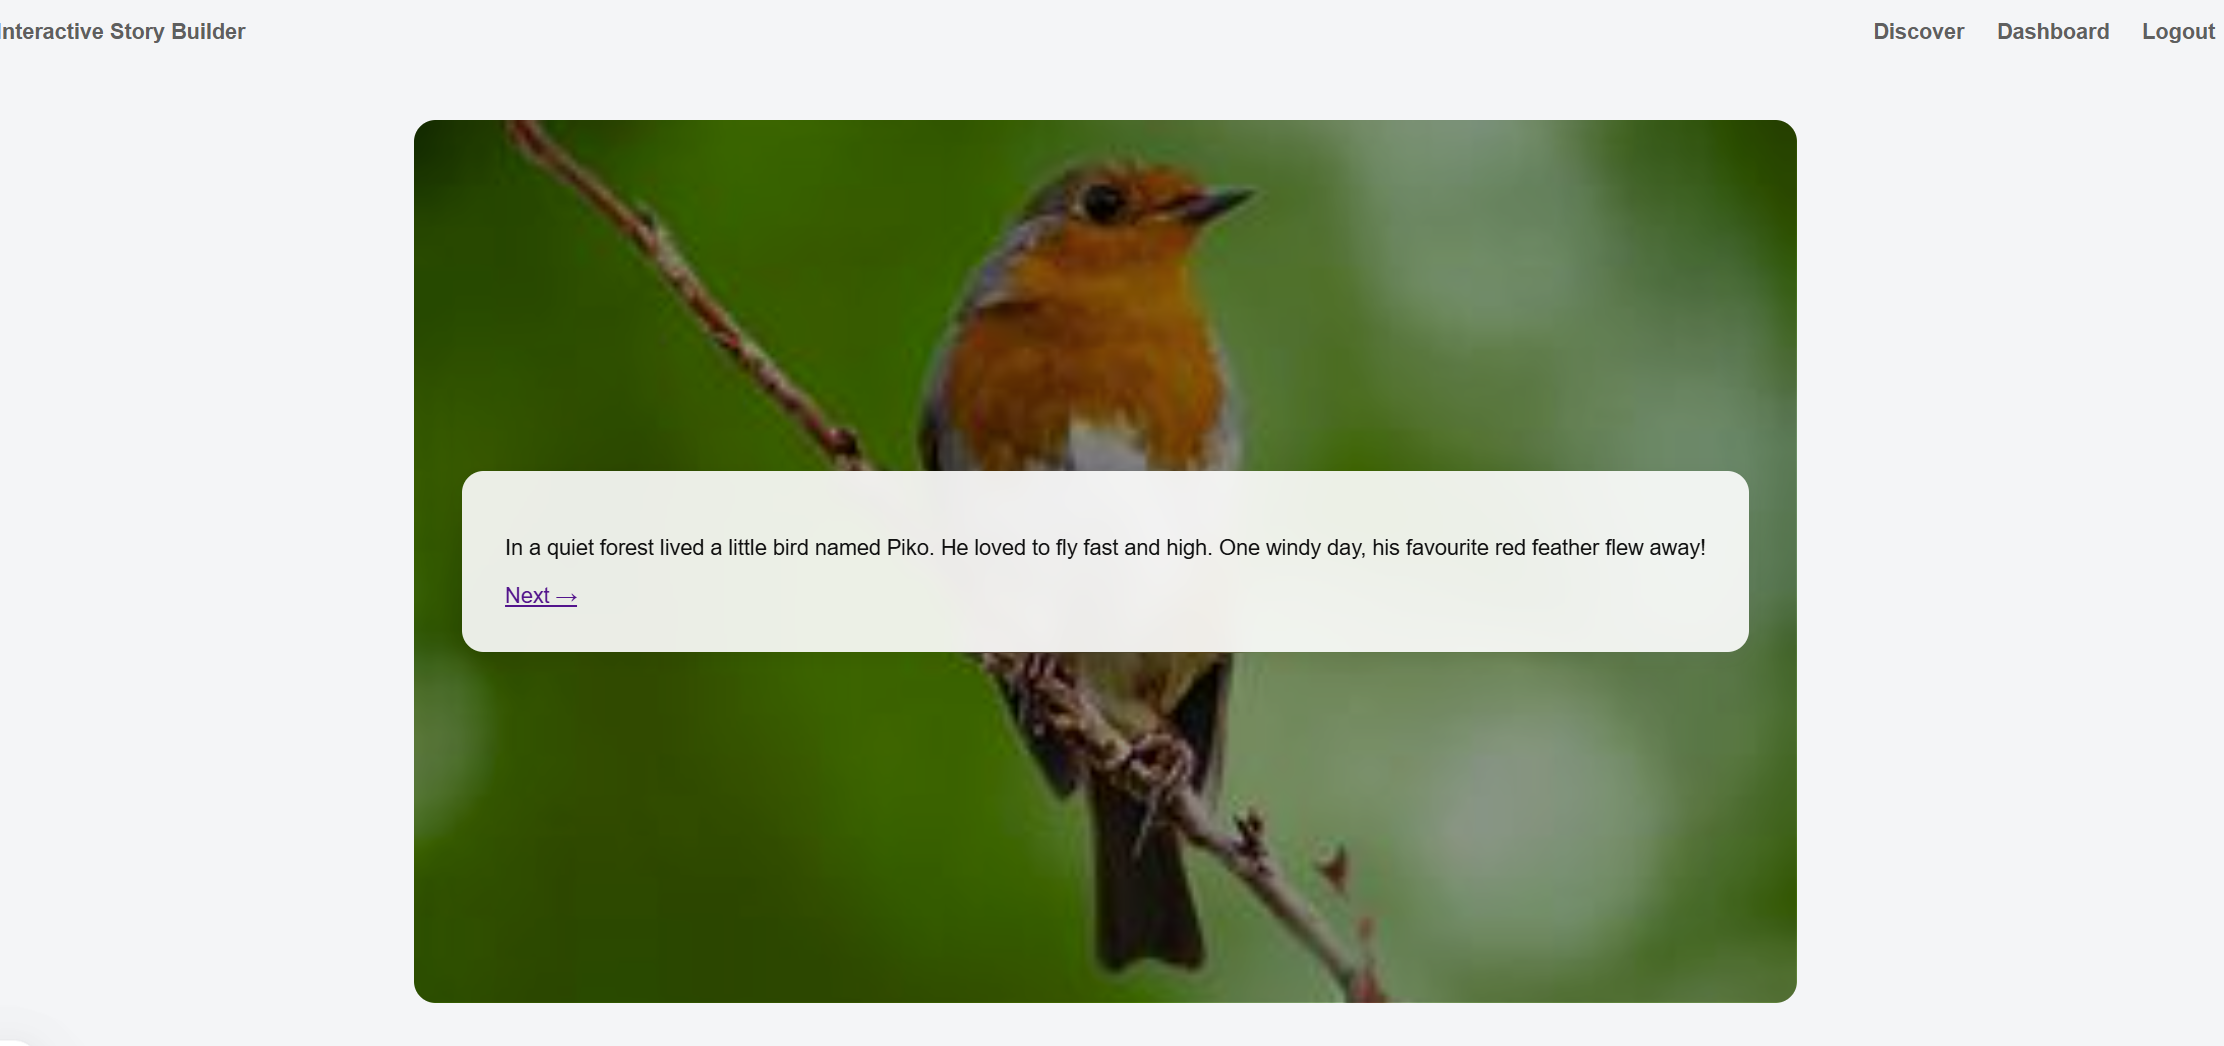 Interactive Story Builder
Discover Dashboard Logout
In a quiet forest lived a little bird named Piko. He loved to fly fast and high. One windy day, his favourite red feather flew away!
Next →